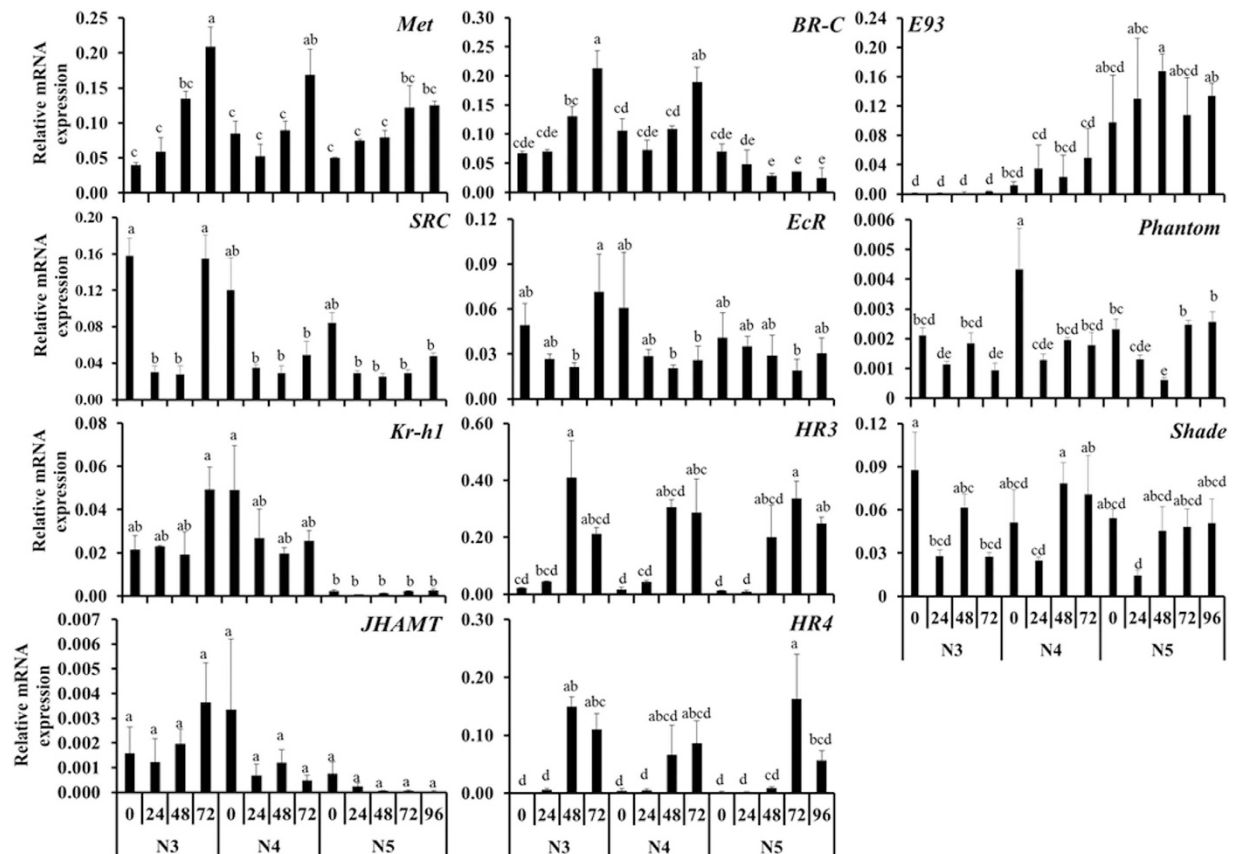 Met
Relative mRNA
expression
0.25
0.20
0.15
0.10
0.05
0.00
c c bc a c c c ab c c c bc bc
BR-C
0.30
0.25
0.20
0.15
0.10
0.05
0.00
cde cde bc a cd cde cd ab cde cde e e e
E93
0.24
0.20
0.16
0.12
0.08
0.04
0.00
d d d d bcd cd bcd cd abcd abcd a abcd ab
SRC
Relative mRNA
expression
0.20
0.16
0.12
0.08
0.04
0.00
a b b a ab b b b ab b b b b
EcR
0.12
0.09
0.06
0.03
0.00
ab ab b a ab ab b ab ab ab ab b ab
Phantom
0.006
0.005
0.004
0.003
0.002
0.001
0
bcd de bcd de a cde bcd bcd bc cde e b b
Kr-h1
Relative mRNA
expression
0.08
0.06
0.04
0.02
0.00
ab ab ab a a ab ab ab b b b b b
HR3
0.60
0.40
0.20
0.00
cd bcd a abcd d cd abcd abc d d abcd a ab
Shade
0.12
0.09
0.06
0.03
0
a bcd abc bcd abcd cd a ab abcd d abcd abcd abcd
0 24 48 72 0 24 48 72 0 24 48 72 96
N3 N4 N5
JHAMT
Relative mRNA
expression
0.007
0.006
0.005
0.004
0.003
0.002
0.001
0.000
a a a a a a a a a a a a a
0 24 48 72 0 24 48 72 0 24 48 72 96
N3 N4 N5
HR4
0.30
0.20
0.10
0.00
d d ab abc d d abcd abcd d d cd a bcd
0 24 48 72 0 24 48 72 0 24 48 72 96
N3 N4 N5